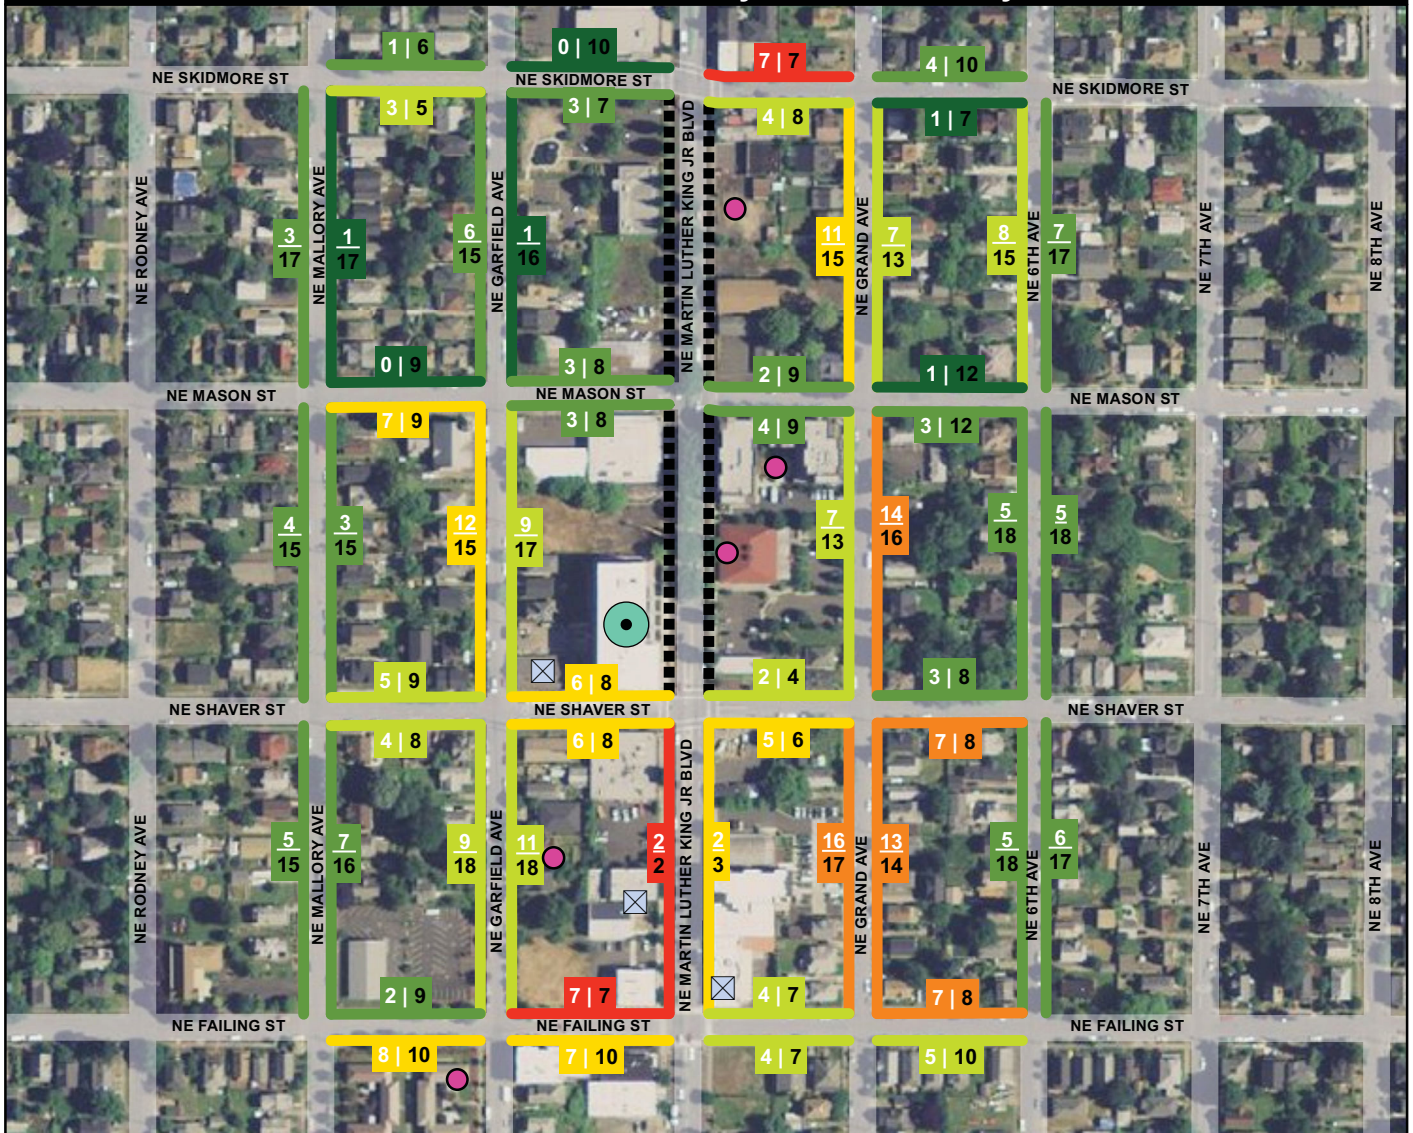 1 | 6
0 | 10
7 | 7
4 | 10
NE SKIDMORE ST
NE SKIDMORE ST
NE SKIDMORE ST
3 | 5
3 | 7
4 | 8
1 | 7
NE RODNEY AVE
3
17
NE MALLORY AVE
1
17
6
15
NE GARFIELD AVE
1
16
NE MARTIN LUTHER KING JR BLVD
11
15
NE GRAND AVE
7
13
8
15
NE 6TH AVE
7
17
NE 7TH AVE
NE 8TH AVE
0 | 9
3 | 8
2 | 9
1 | 12
NE MASON ST
NE MASON ST
NE MASON ST
7 | 9
3 | 8
4 | 9
3 | 12
4
15
3
15
12
15
9
17
7
13
14
16
5
18
5
18
5 | 9
6 | 8
2 | 4
3 | 8
NE SHAVER ST
NE SHAVER ST
NE SHAVER ST
4 | 8
6 | 8
5 | 6
7 | 8
NE RODNEY AVE
5
15
NE MALLORY AVE
7
16
9
18
NE GARFIELD AVE
11
18
2
2
NE MARTIN LUTHER KING JR BLVD
2
3
16
17
NE GRAND AVE
13
14
5
18
NE 6TH AVE
6
17
NE 7TH AVE
NE 8TH AVE
2 | 9
7 | 7
4 | 7
7 | 8
NE FAILING ST
NE FAILING ST
NE FAILING ST
8 | 10
7 | 10
4 | 7
5 | 10